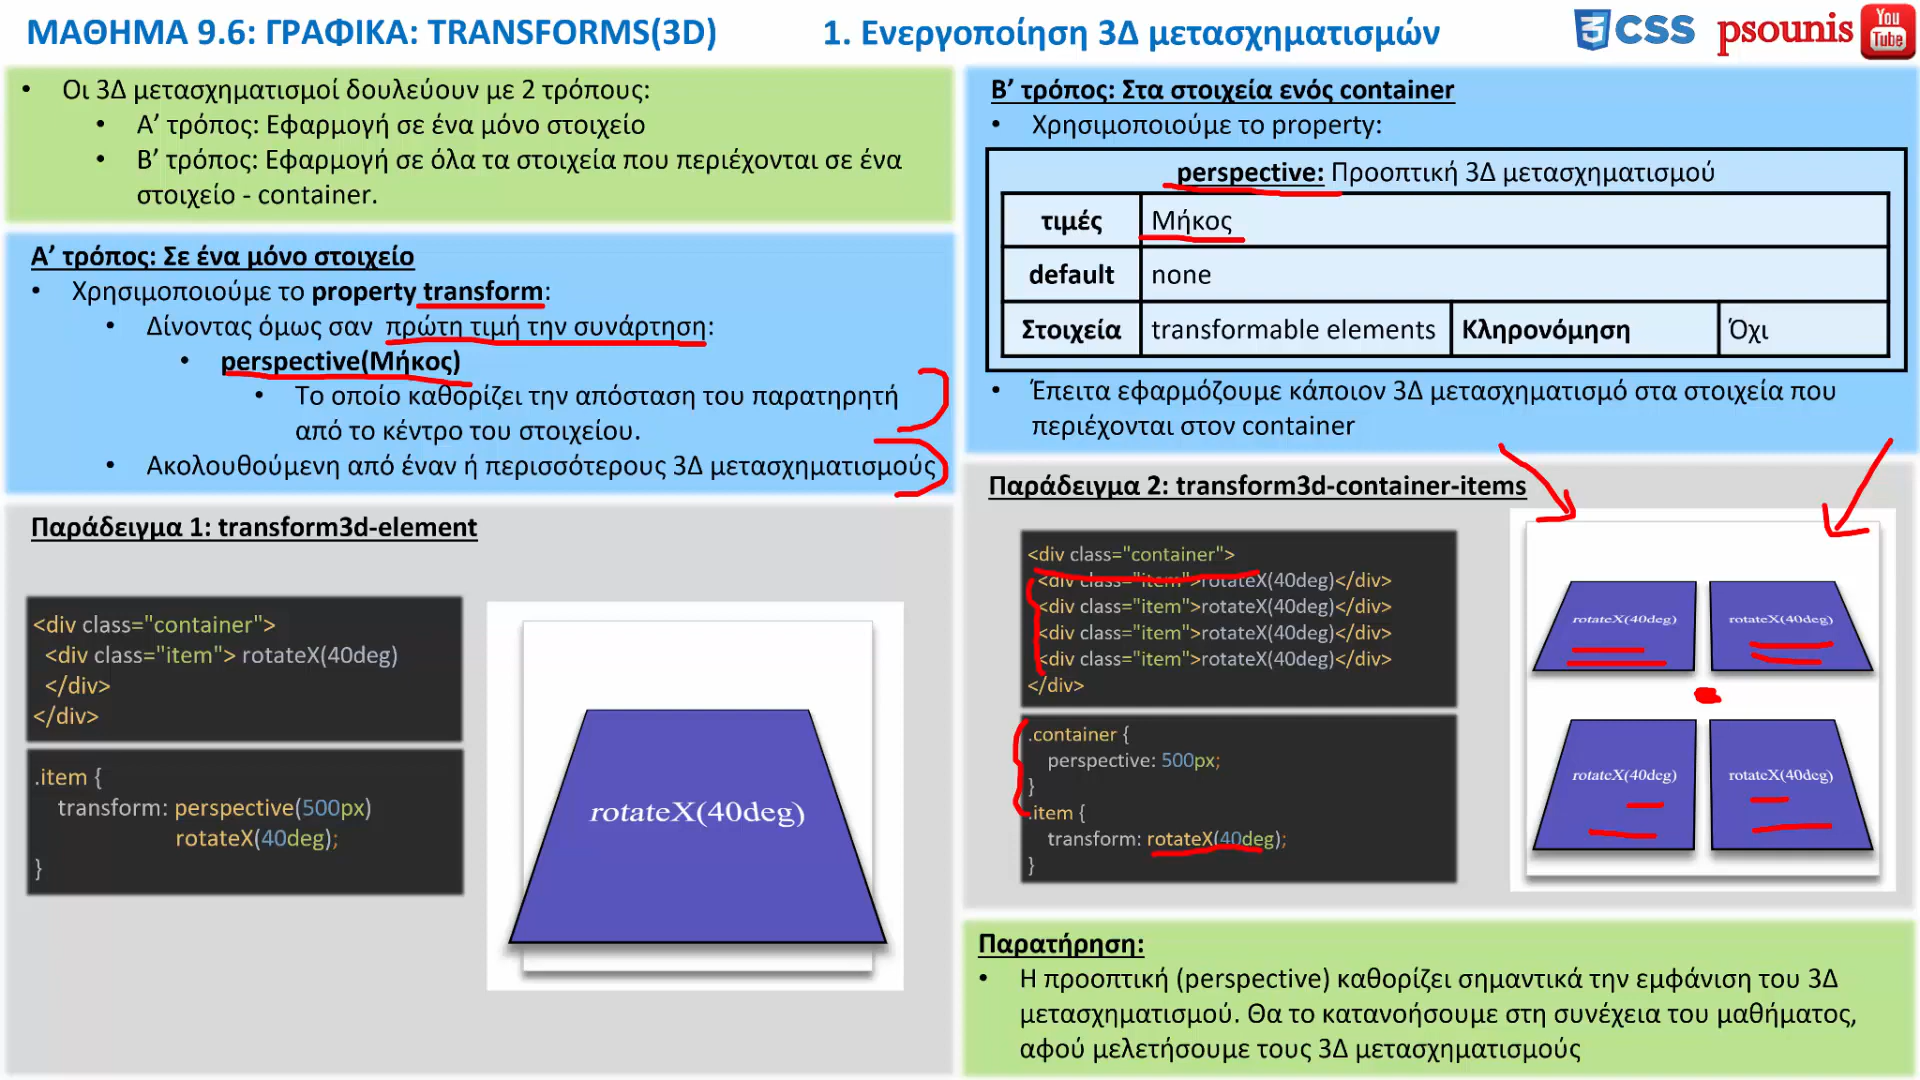 ΜΑΘΗΜΑ 9.6: ΓΡΑΦΙΚΑ: TRANSFORMS(3D)
1. Ενεργοποίηση 3Δ μετασχηματισμών
CSS
psounis
You
Tube
• Οι 3Δ μετασχηματισμοί δουλεύουν με 2 τρόπους:
• Α’ τρόπος: Εφαρμογή σε ένα μόνο στοιχείο
• Β’ τρόπος: Εφαρμογή σε όλα τα στοιχεία που περιέχονται σε ένα
στοιχείο - container.
Α’ τρόπος: Σε ένα μόνο στοιχείο
• Χρησιμοποιούμε το property transform:
• Δίνοντας όμως σαν πρώτη τιμή την συνάρτηση:
• perspective(Μήκος)
• Το οποίο καθορίζει την απόσταση του παρατηρητή
από το κέντρο του στοιχείου.
• Ακολουθούμενη από έναν ή περισσότερους 3Δ μετασχηματισμούς
Παράδειγμα 1: transform3d-element
<div class="container">
<div class="item"> rotateX(40deg)
</div>
</div>
.item {
transform: perspective(500px)
rotateX(40deg);
}
rotateX(40deg)
Β’ τρόπος: Στα στοιχεία ενός container
• Χρησιμοποιούμε το property:
perspective: Προοπτική 3Δ μετασχηματισμού
τιμές Μήκος
default none
Στοιχεία transformable elements Κληρονόμηση Όχι
• Έπειτα εφαρμόζουμε κάποιον 3Δ μετασχηματισμό στα στοιχεία που
περιέχονται στον container
Παράδειγμα 2: transform3d-container-items
<div class="container">
<div class="item">rotateX(40deg)</div>
<div class="item">rotateX(40deg)</div>
<div class="item">rotateX(40deg)</div>
<div class="item">rotateX(40deg)</div>
</div>
.container {
perspective: 500px;
}
.item {
transform: rotateX(40deg);
}
rotateX(40deg) rotateX(40deg)
rotateX(40deg) rotateX(40deg)
Παρατήρηση:
• Η προοπτική (perspective) καθορίζει σημαντικά την εμφάνιση του 3Δ
μετασχηματισμού. Θα το κατανοήσουμε στη συνέχεια του μαθήματος,
αφού μελετήσουμε τους 3Δ μετασχηματισμούς